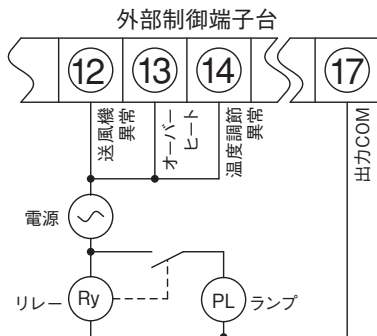 外部制御端子台
12 13 14 17
送風機
異常
オーバー
ヒート
温度調節
異常
出力COM
電源
リレー Ry PL ランプ